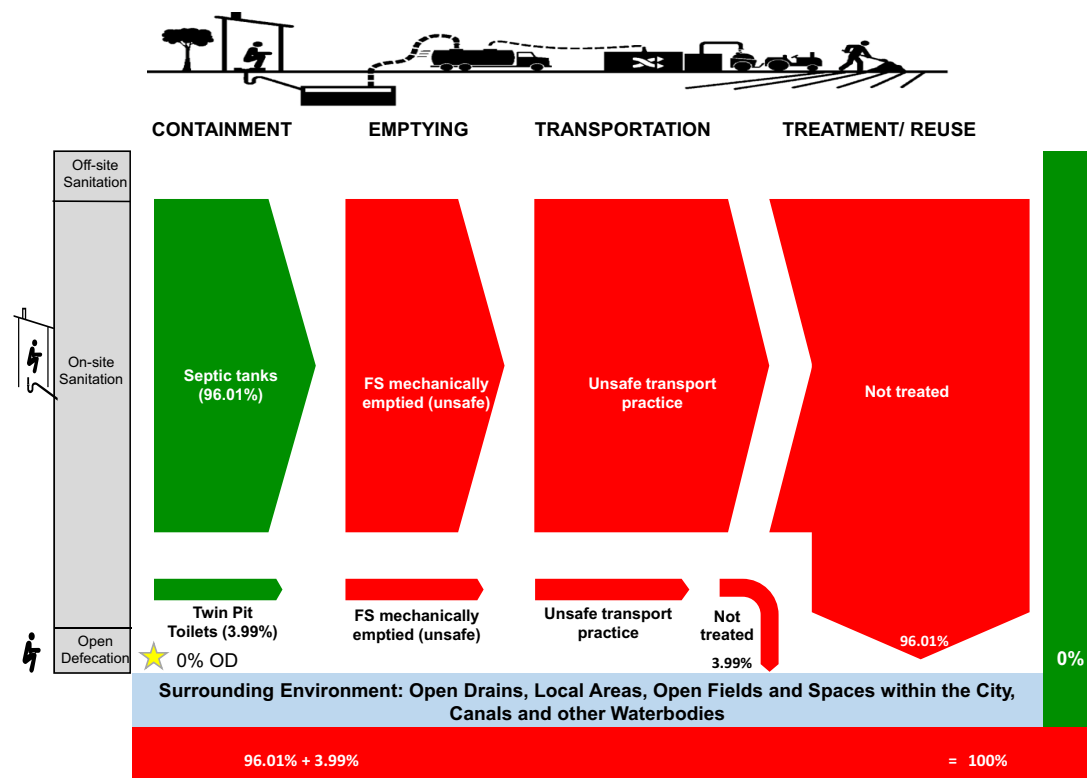 CONTAINMENT
EMPTYING
TRANSPORTATION
TREATMENT/ REUSE
Off-site
Sanitation
On-site
Sanitation
Septic tanks
(96.01%)
FS mechanically
emptied (unsafe)
Unsafe transport
practice
Not treated
Twin Pit
Toilets (3.99%)
FS mechanically
emptied (unsafe)
Unsafe transport
practice
Not
treated
3.99%
96.01%
Open
Defecation
0% OD
0%
Surrounding Environment: Open Drains, Local Areas, Open Fields and Spaces within the City,
Canals and other Waterbodies
96.01% + 3.99%
= 100%